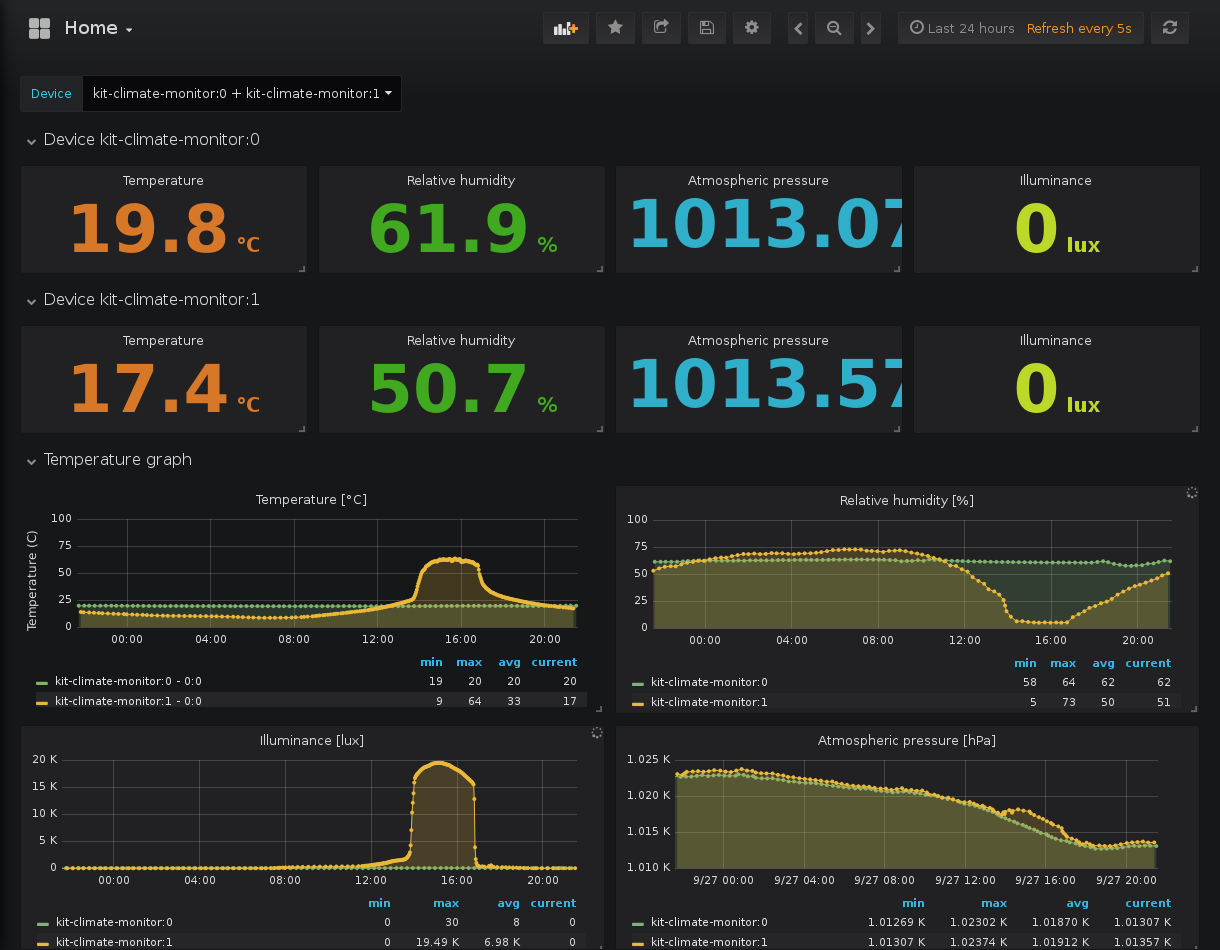 Home
Last 24 hours Refresh every 5s
Device kit-climate-monitor:0 + kit-climate-monitor:1
Device kit-climate-monitor:0
Temperature Relative humidity Atmospheric pressure Illuminance
19.8 °C 61.9 % 1013.07 0 lux
Device kit-climate-monitor:1
Temperature Relative humidity Atmospheric pressure Illuminance
17.4 °C 50.7 % 1013.57 0 lux
Temperature graph
Temperature [°C]
Temperature (C)
100
75
50
25
0
00:00 04:00 08:00 12:00 16:00 20:00
min max avg current
kit-climate-monitor:0 - 0:0 19 20 20 20
kit-climate-monitor:1 - 0:0 9 64 33 17
Relative humidity [%]
100
75
50
25
0
00:00 04:00 08:00 12:00 16:00 20:00
min max avg current
kit-climate-monitor:0 58 64 62 62
kit-climate-monitor:1 5 73 50 51
Illuminance [lux]
20 K
15 K
10 K
5 K
0
00:00 04:00 08:00 12:00 16:00 20:00
min max avg current
kit-climate-monitor:0 0 30 8 0
kit-climate-monitor:1 0 19.49 K 6.98 K 0
Atmospheric pressure [hPa]
1.025 K
1.020 K
1.015 K
1.010 K
9/27 00:00 9/27 04:00 9/27 08:00 9/27 12:00 9/27 16:00 9/27 20:00
min max avg current
kit-climate-monitor:0 1.01269 K 1.02302 K 1.01870 K 1.01307 K
kit-climate-monitor:1 1.01307 K 1.02374 K 1.01912 K 1.01357 K